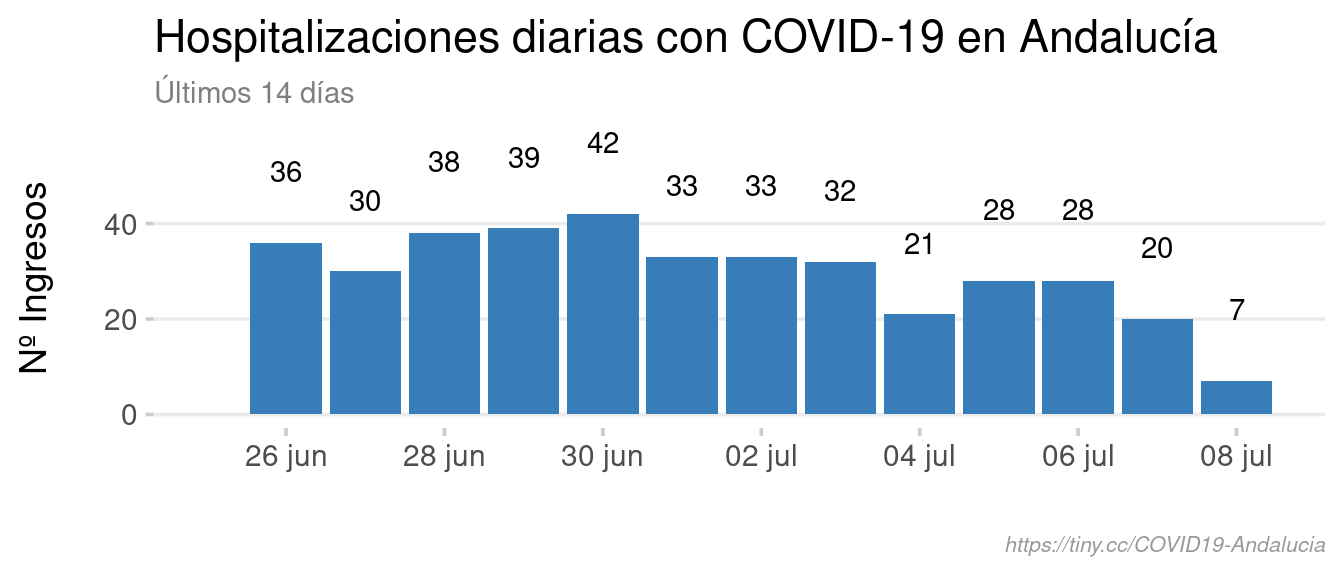 Hospitalizaciones diarias con COVID-19 en Andalucía
Últimos 14 días
Nº Ingresos
36 30 38 39 42 33 33 32 21 28 28 20 7
40
20
0
26 jun 28 jun 30 jun 02 jul 04 jul 06 jul 08 jul
https://tiny.cc/COVID19-Andalucia